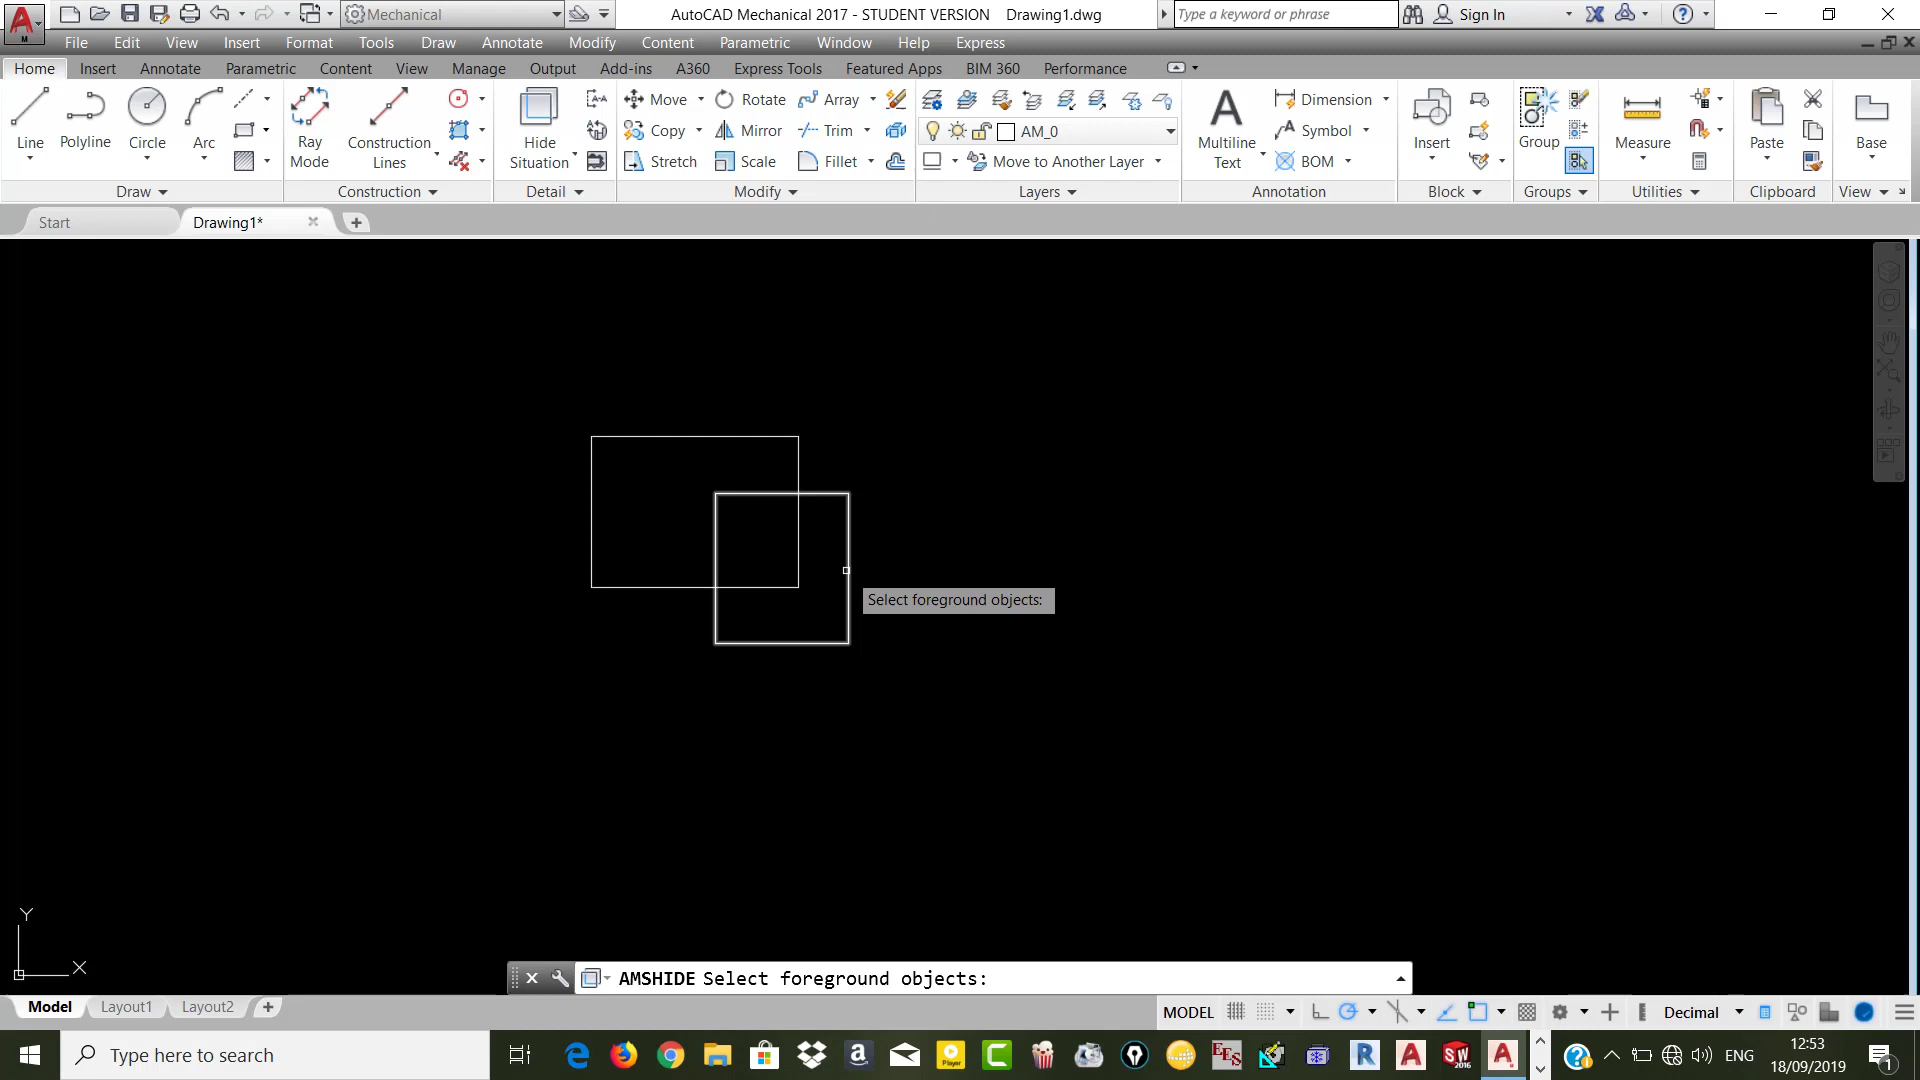 Mechanical
AutoCAD Mechanical 2017 - STUDENT VERSION Drawing1.dwg
Type a keyword or phrase
Sign In
File Edit View Insert Format Tools Draw Annotate Modify Content Parametric Window Help Express
Home Insert Annotate Parametric Content View Manage Output Add-ins A360 Express Tools Featured Apps BIM 360 Performance
Line
Polyline
Circle
Arc
Ray Mode
Construction Lines
Hide Situation
Move Rotate Array
Copy Mirror Trim
Stretch Scale Fillet
AM_0
Move to Another Layer
Multiline Text
Dimension
Symbol
BOM
Insert
Group
Measure
Paste
Base
Draw Construction Detail Modify Layers Annotation Block Groups Utilities Clipboard View
Start Drawing1*
Select foreground objects:
Y
X
AMSHIDE Select foreground objects:
Model Layout1 Layout2
MODEL
Decimal
Type here to search
ENG
12:53
18/09/2019
1